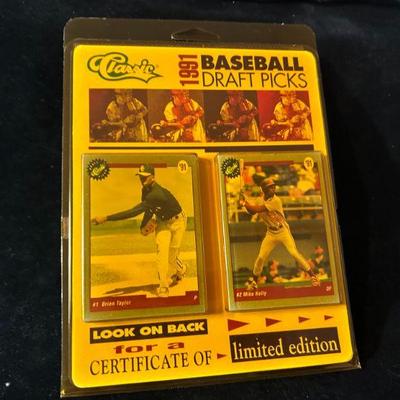 Classic
1991
BASEBALL
DRAFT PICKS
'91
#1 Brien Taylor P
'91
#2 Mike Kelly OF
LOOK ON BACK
for a
CERTIFICATE OF
limited edition